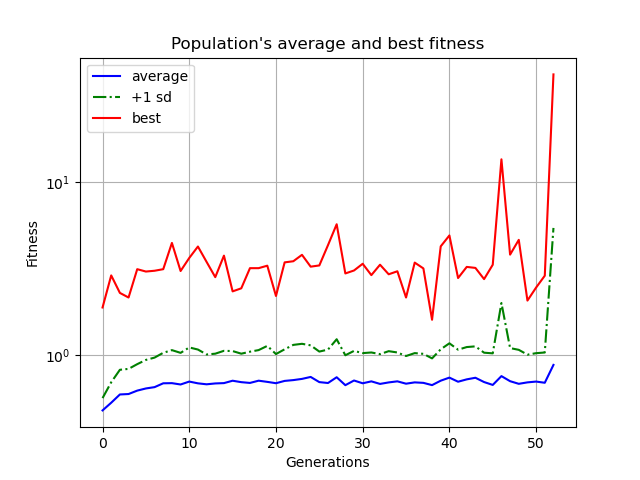 Population's average and best fitness
average
+1 sd
best
Fitness
10¹
10⁰
0 10 20 30 40 50
Generations